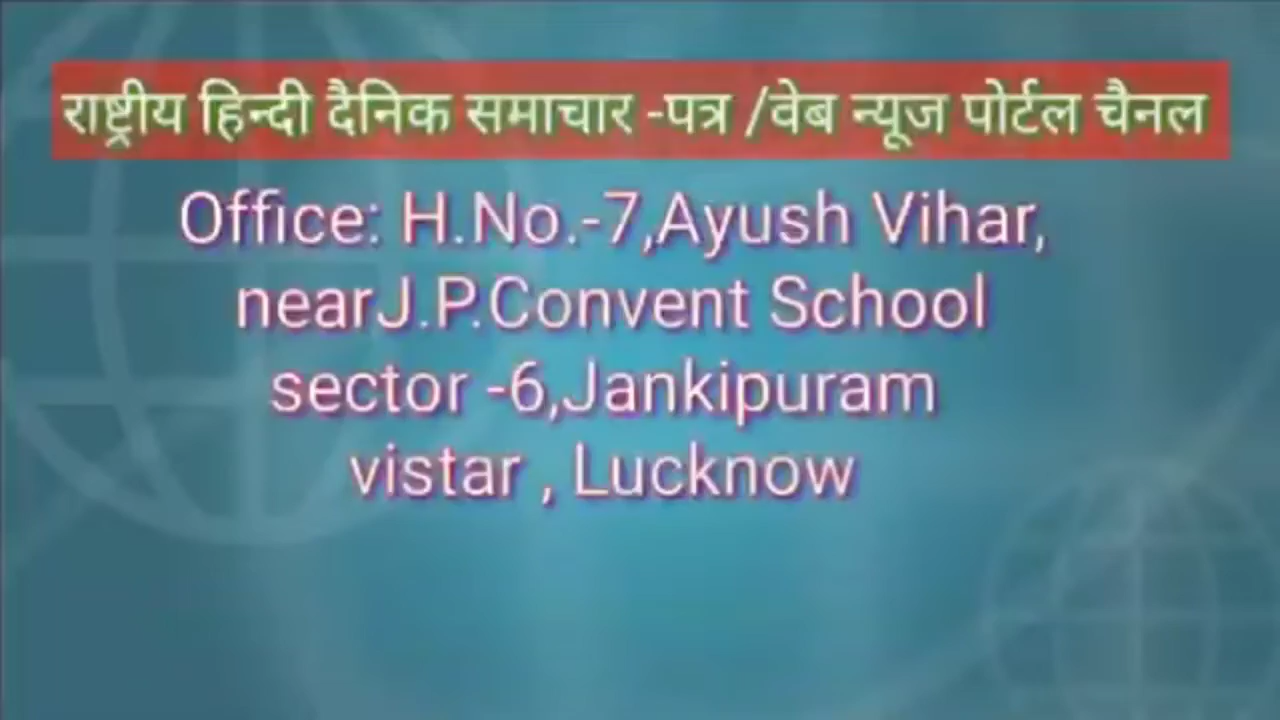 राष्ट्रीय हिन्दी दैनिक समाचार -पत्र /वेब न्यूज पोर्टल चैनल
Office: H.No.-7,Ayush Vihar,
nearJ.P.Convent School
sector -6,Jankipuram
vistar , Lucknow